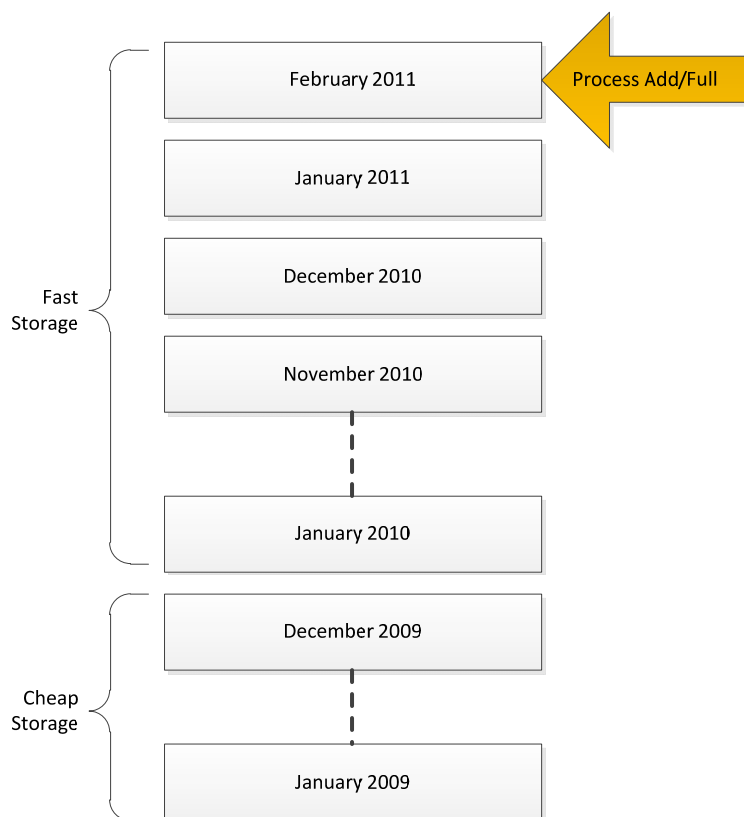 February 2011
Process Add/Full
January 2011
December 2010
Fast
Storage
November 2010
January 2010
December 2009
Cheap
Storage
January 2009